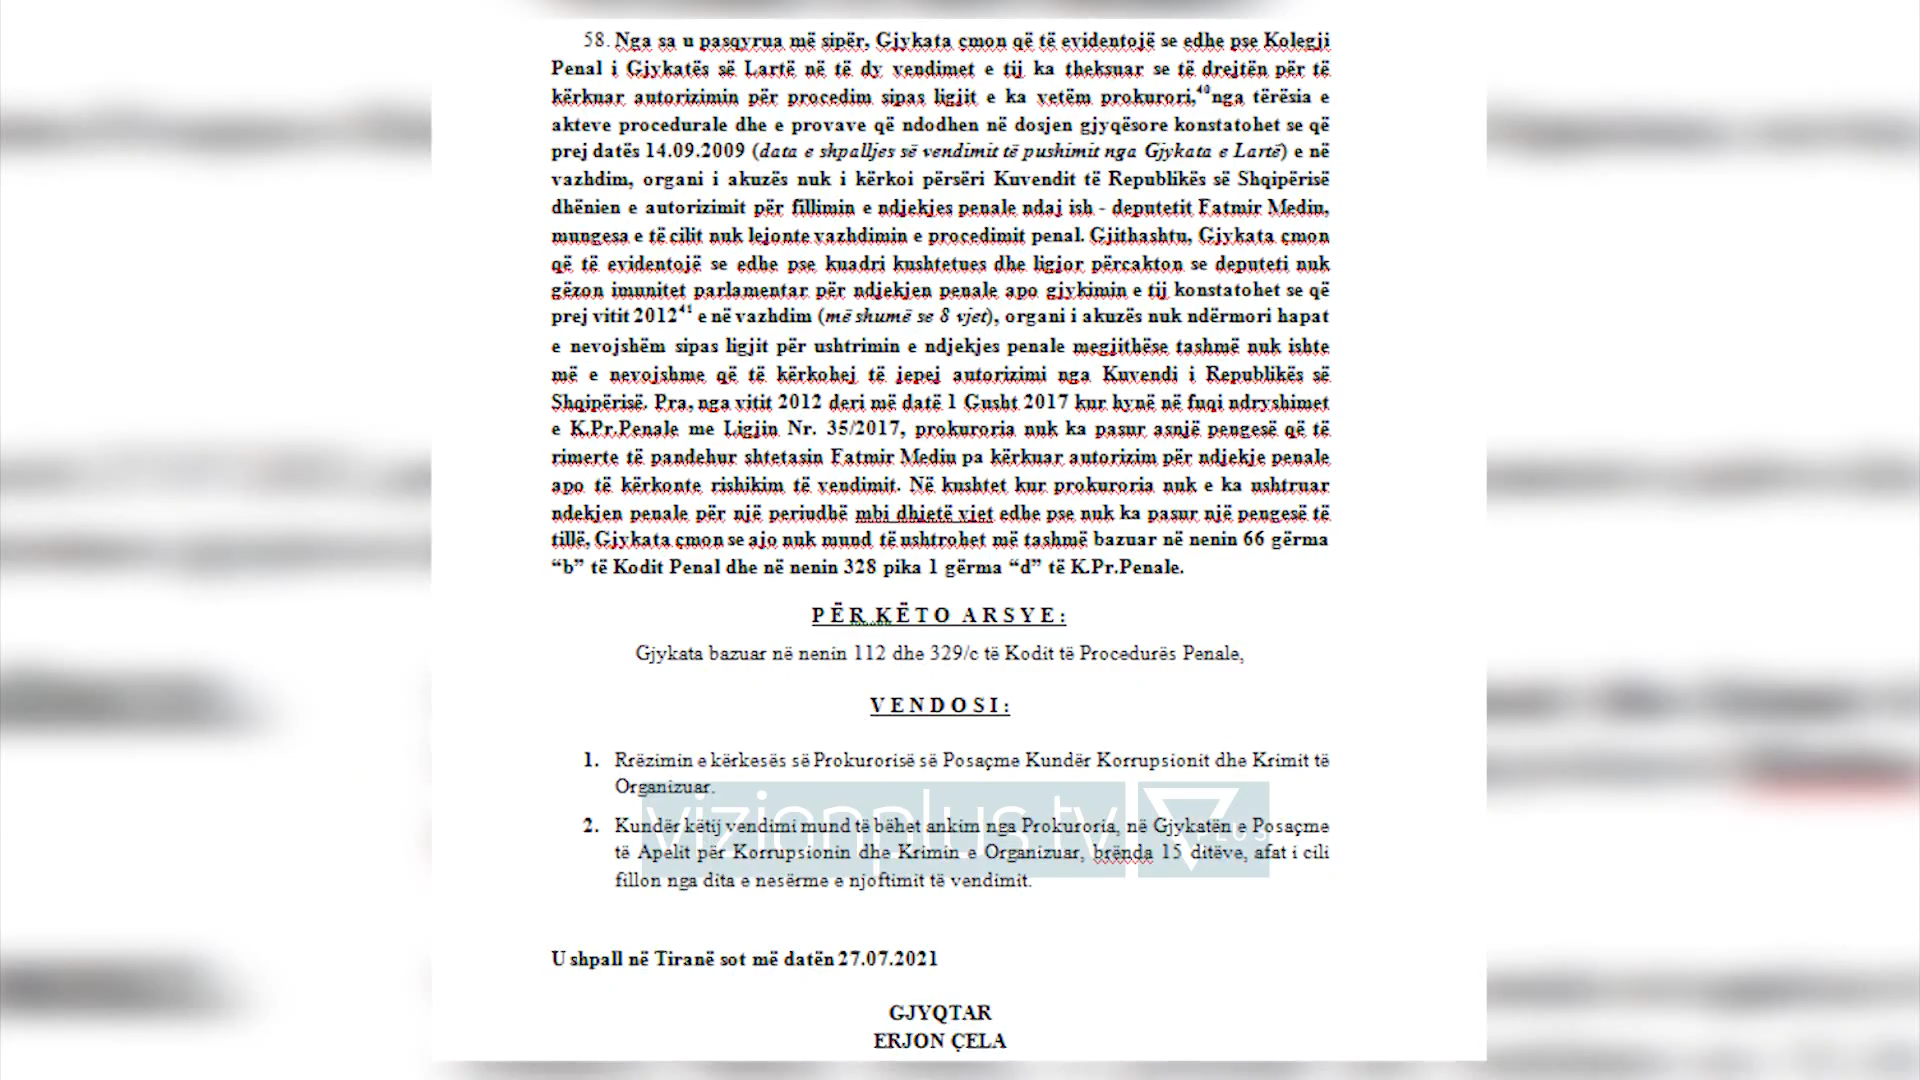 58. Nga sa u pasqyrua më sipër, Gjykata çmon që të evidentojë se edhe pse Kolegji
Penal i Gjykatës së Lartë në të dy vendimet e tij ka theksuar se të drejtën për të
kërkuar autorizimin për procedim sipas ligjit e ka vetëm prokurori,⁴⁰nga tërësia e
akteve procedurale dhe e provave që ndodhen në dosjen gjyqësore konstatohet se që
prej datës 14.09.2009 (data e shpalljes së vendimit të pushimit nga Gjykata e Lartë) e në
vazhdim, organi i akuzës nuk i kërkoi përsëri Kuvendit të Republikës së Shqipërisë
dhënien e autorizimit për fillimin e ndjekjes penale ndaj ish - deputetit Fatmir Mediu,
mungesa e të cilit nuk lejonte vazhdimin e procedimit penal. Gjithashtu, Gjykata çmon
që të evidentojë se edhe pse kuadri kushtetues dhe ligjor përcakton se deputeti nuk
gëzon imunitet parlamentar për ndjekjen penale apo gjykimin e tij konstatohet se që
prej vitit 2012⁴¹ e në vazhdim (më shumë se 8 vjet), organi i akuzës nuk ndërmori hapat
e nevojshëm sipas ligjit për ushtrimin e ndjekjes penale megjithëse tashmë nuk ishte
më e nevojshme që të kërkohej të jepej autorizimi nga Kuvendi i Republikës së
Shqipërisë. Pra, nga vitit 2012 deri më datë 1 Gusht 2017 kur hynë në fuqi ndryshimet
e K.Pr.Penale me Ligjin Nr. 35/2017, prokuroria nuk ka pasur asnjë pengesë që të
rimerte të pandehur shtetasin Fatmir Mediu pa kërkuar autorizim për ndjekje penale
apo të kërkonte rishikim të vendimit. Në kushtet kur prokuroria nuk e ka ushtruar
ndekjen penale për një periudhë mbi dhjetë vjet edhe pse nuk ka pasur një pengesë të
tillë, Gjykata çmon se ajo nuk mund të ushtrohet më tashmë bazuar në nenin 66 gërma
“b” të Kodit Penal dhe në nenin 328 pika 1 gërma “d” të K.Pr.Penale.
PËR KËTO ARSYE:
Gjykata bazuar në nenin 112 dhe 329/c të Kodit të Procedurës Penale,
VENDOSI:
1. Rrëzimin e kërkesës së Prokurorisë së Posaçme Kundër Korrupsionit dhe Krimit të
Organizuar.
2. Kundër këtij vendimi mund të bëhet ankim nga Prokuroria, në Gjykatën e Posaçme
të Apelit për Korrupsionin dhe Krimin e Organizuar, brënda 15 ditëve, afat i cili
fillon nga dita e nesërme e njoftimit të vendimit.
vizionplus tv PLUS
U shpall në Tiranë sot më datën 27.07.2021
GJYQTAR
ERJON ÇELA